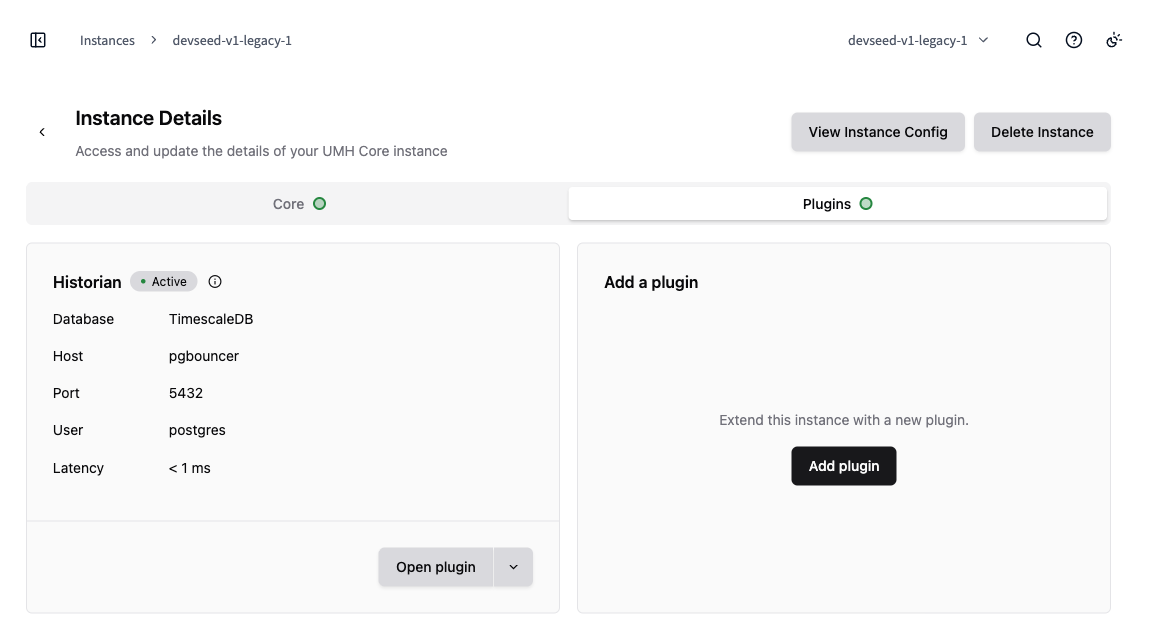 Instances > devseed-v1-legacy-1
devseed-v1-legacy-1
Instance Details
Access and update the details of your UMH Core instance
View Instance Config
Delete Instance
Core
Plugins
Historian
Active
Database TimescaleDB
Host pgbouncer
Port 5432
User postgres
Latency < 1 ms
Open plugin
Add a plugin
Extend this instance with a new plugin.
Add plugin